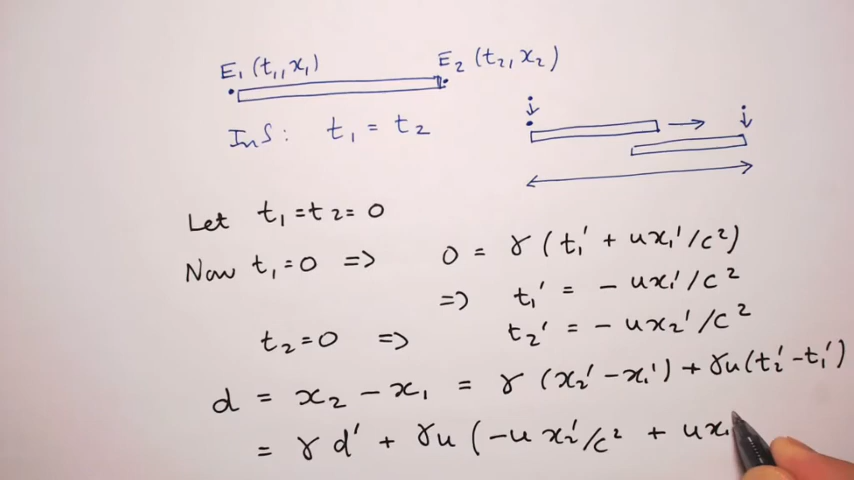 E₁ (t₁, x₁) E₂ (t₂, x₂)
In S: t₁ = t₂
Let t₁ = t₂ = 0
Now t₁ = 0 => 0 = γ (t₁' + ux₁'/c²)
=> t₁' = - ux₁'/c²
t₂ = 0 => t₂' = - ux₂'/c²
d = x₂ - x₁ = γ (x₂' - x₁') + γu (t₂' - t₁')
= γ d' + γu (-u x₂'/c² + ux₁